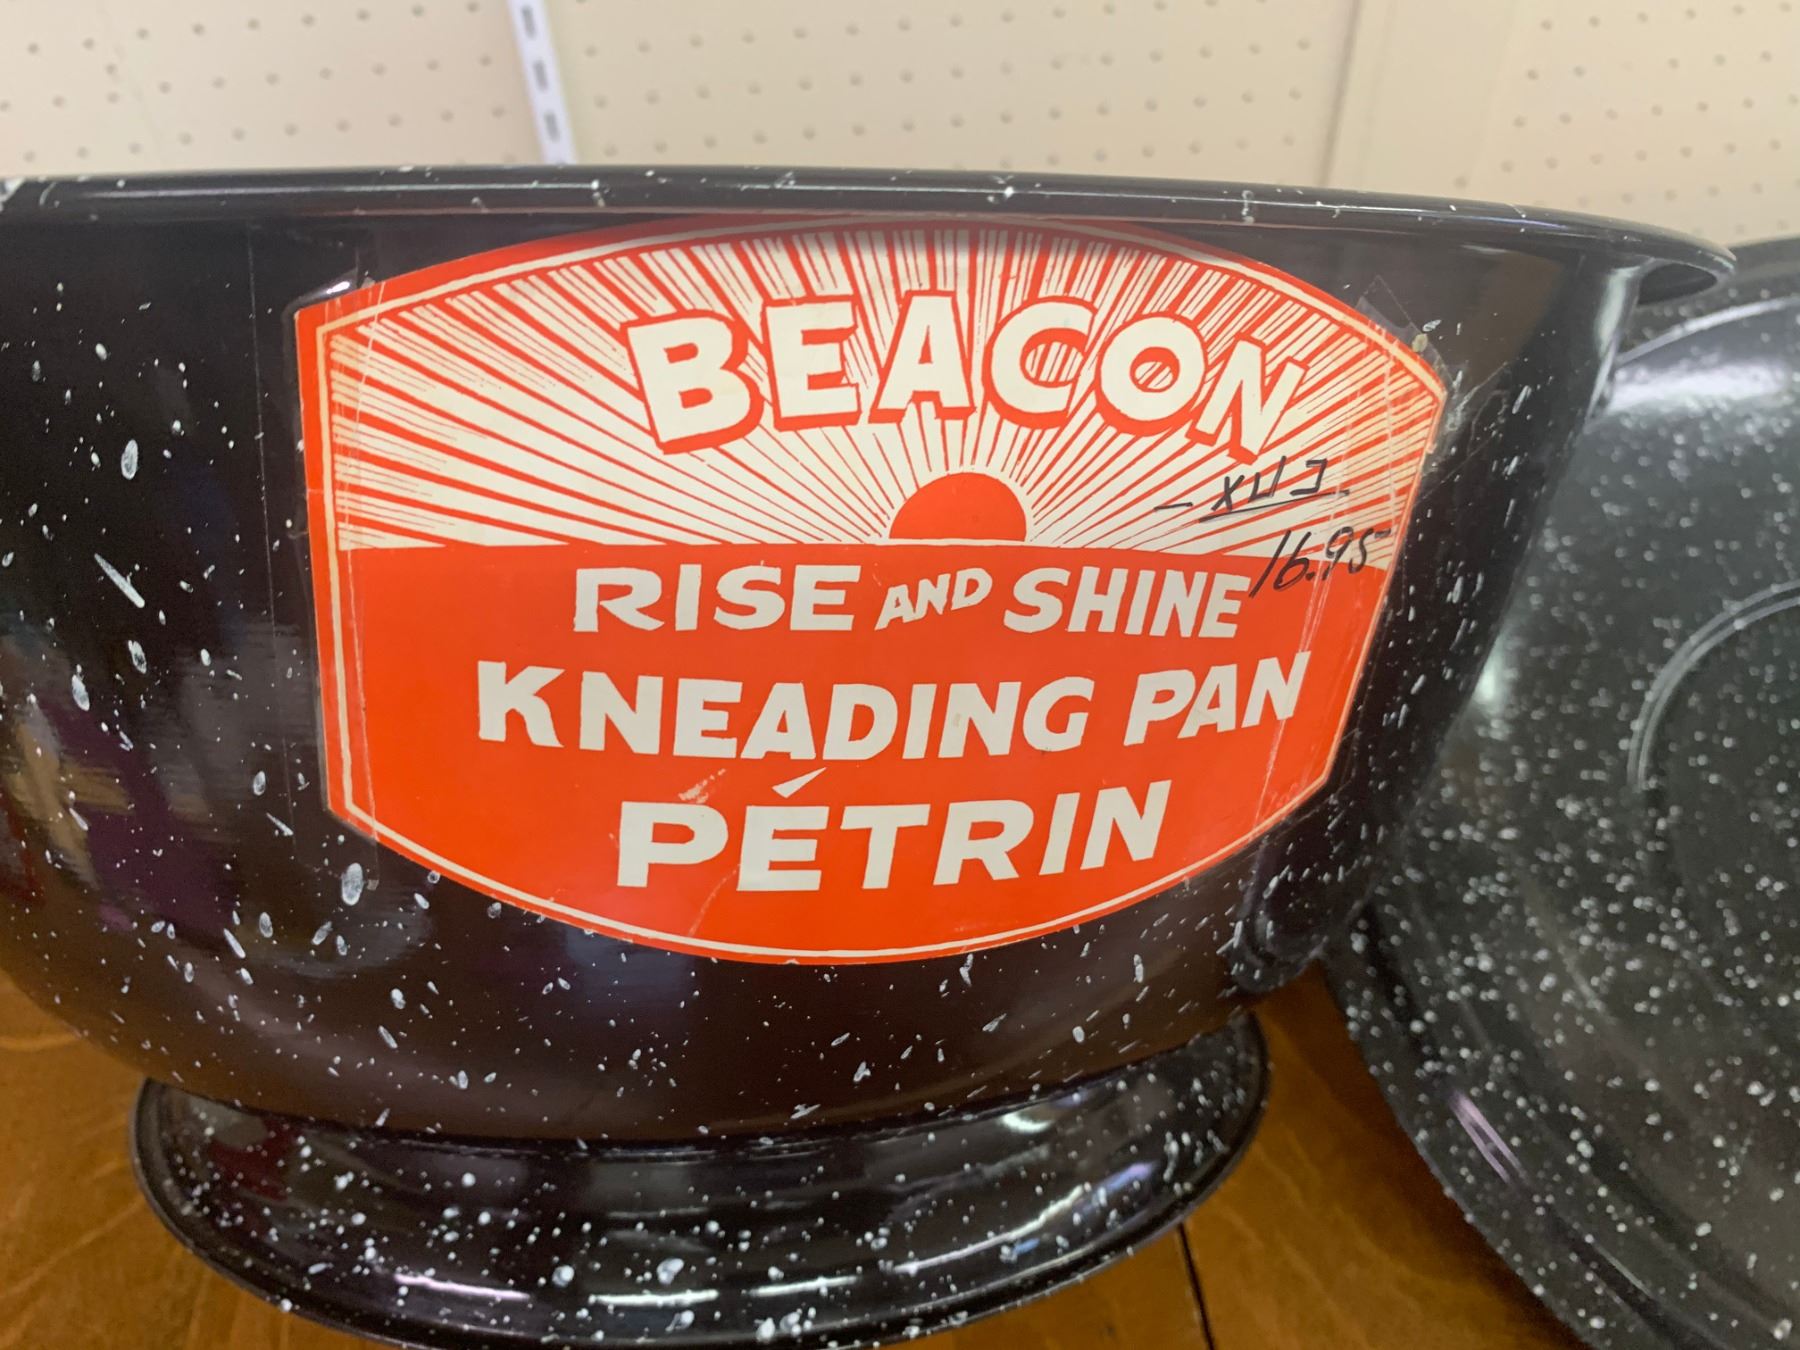 BEACON
16.95
RISE AND SHINE
KNEADING PAN
PÉTRIN